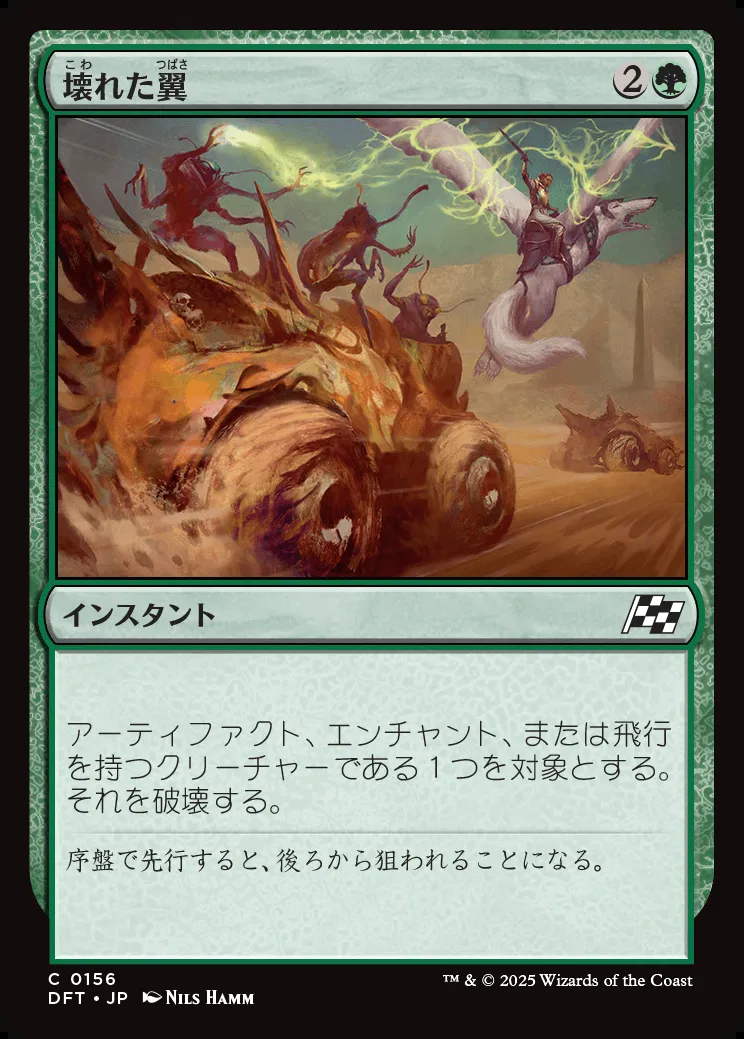 こわ つばさ
壊れた翼 2
インスタント
アーティファクト、エンチャント、または飛行
を持つクリーチャーである１つを対象とする。
それを破壊する。
序盤で先行すると、後ろから狙われることになる。
C 0156
DFT • JP NILS HAMM
™ & © 2025 Wizards of the Coast